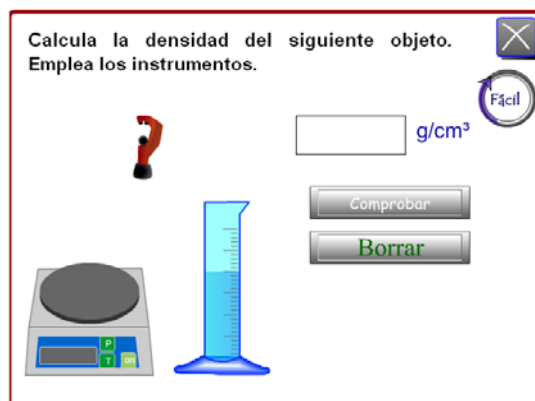 Calcula la densidad del siguiente objeto.
Emplea los instrumentos.
Fácil
g/cm³
Comprobar
Borrar
P
T
on